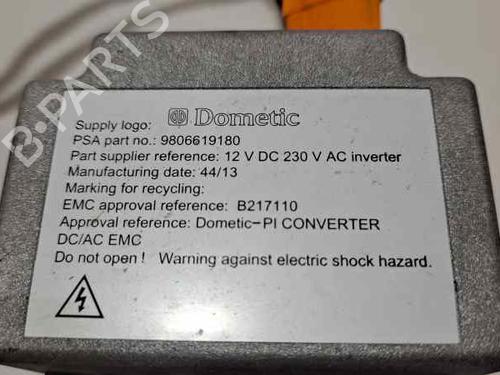 Supply logo: Dometic
PSA part no.: 9806619180
Part supplier reference: 12 V DC 230 V AC inverter
Manufacturing date: 44/13
Marking for recycling:
EMC approval reference: B217110
Approval reference: Dometic-PI CONVERTER
DC/AC EMC
Do not open! Warning against electric shock hazard.
B-PARTS